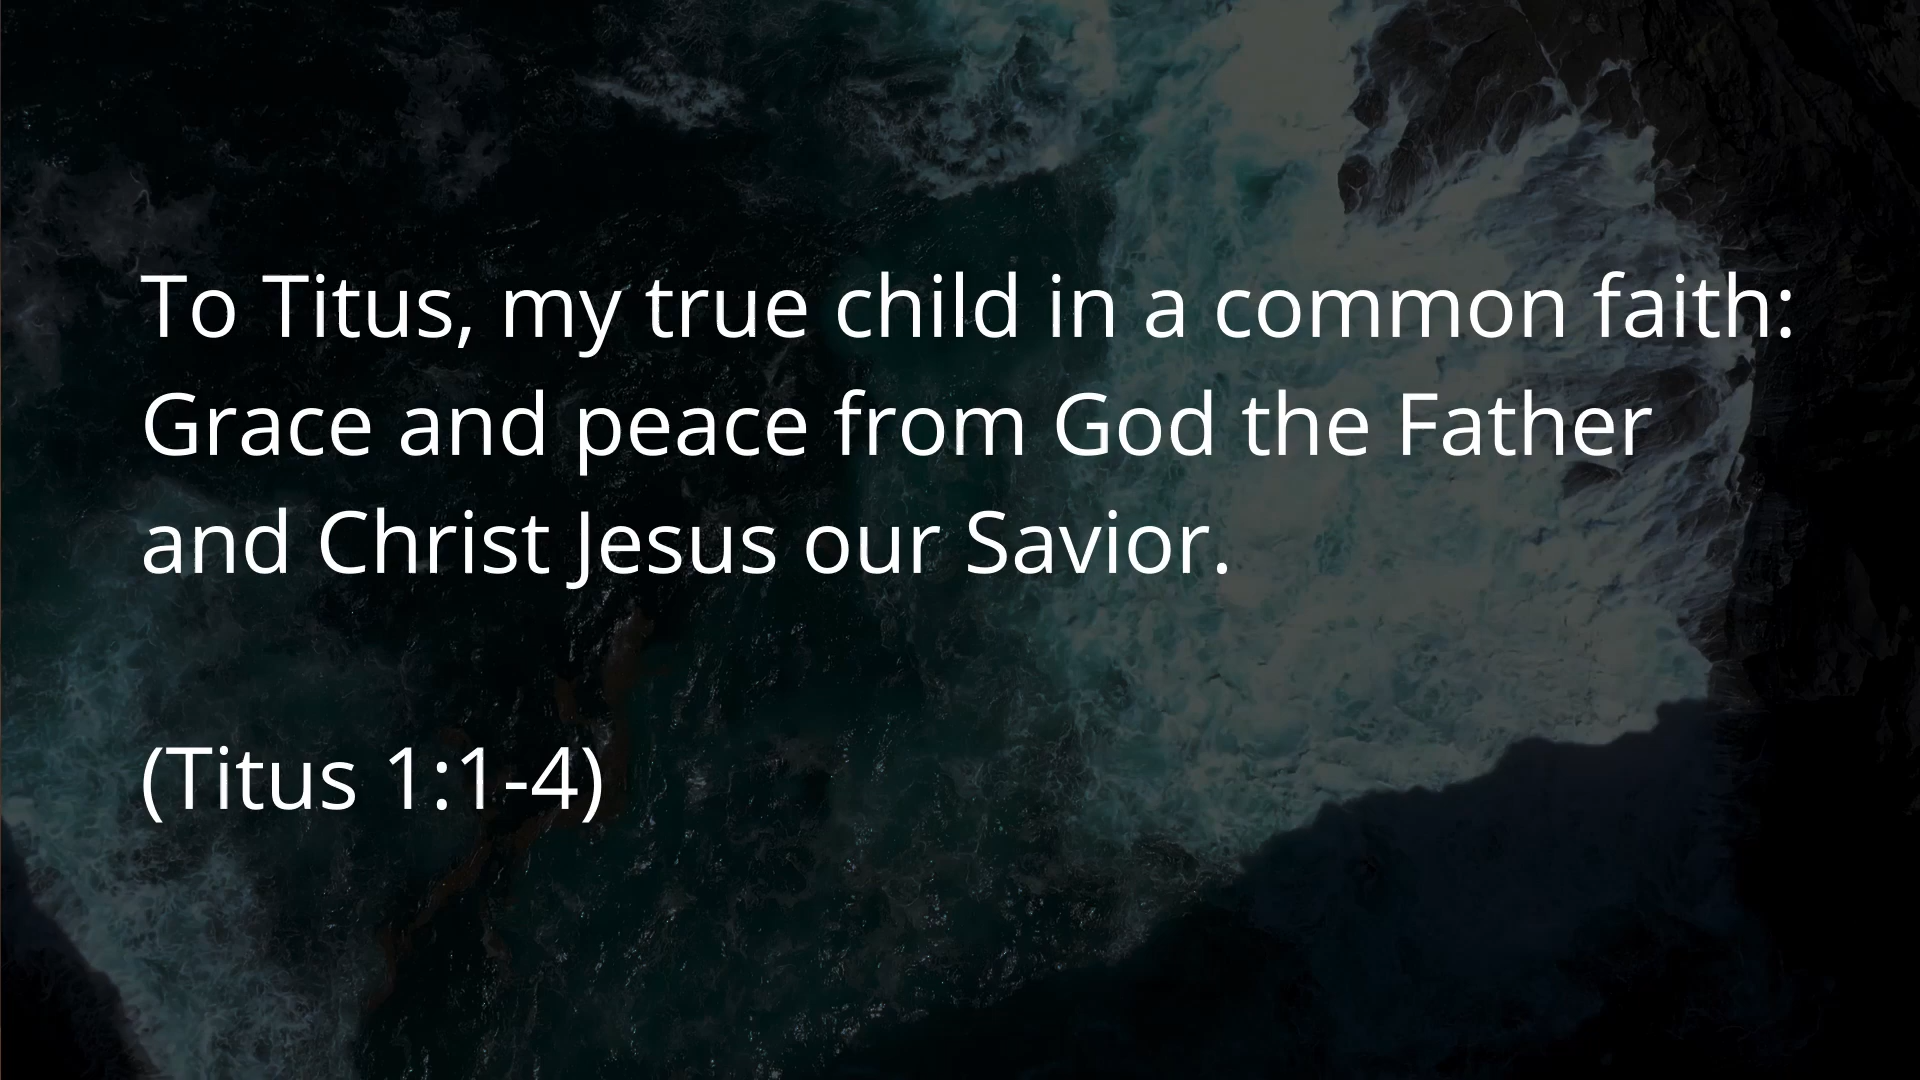 To Titus, my true child in a common faith:
Grace and peace from God the Father
and Christ Jesus our Savior.
(Titus 1:1-4)